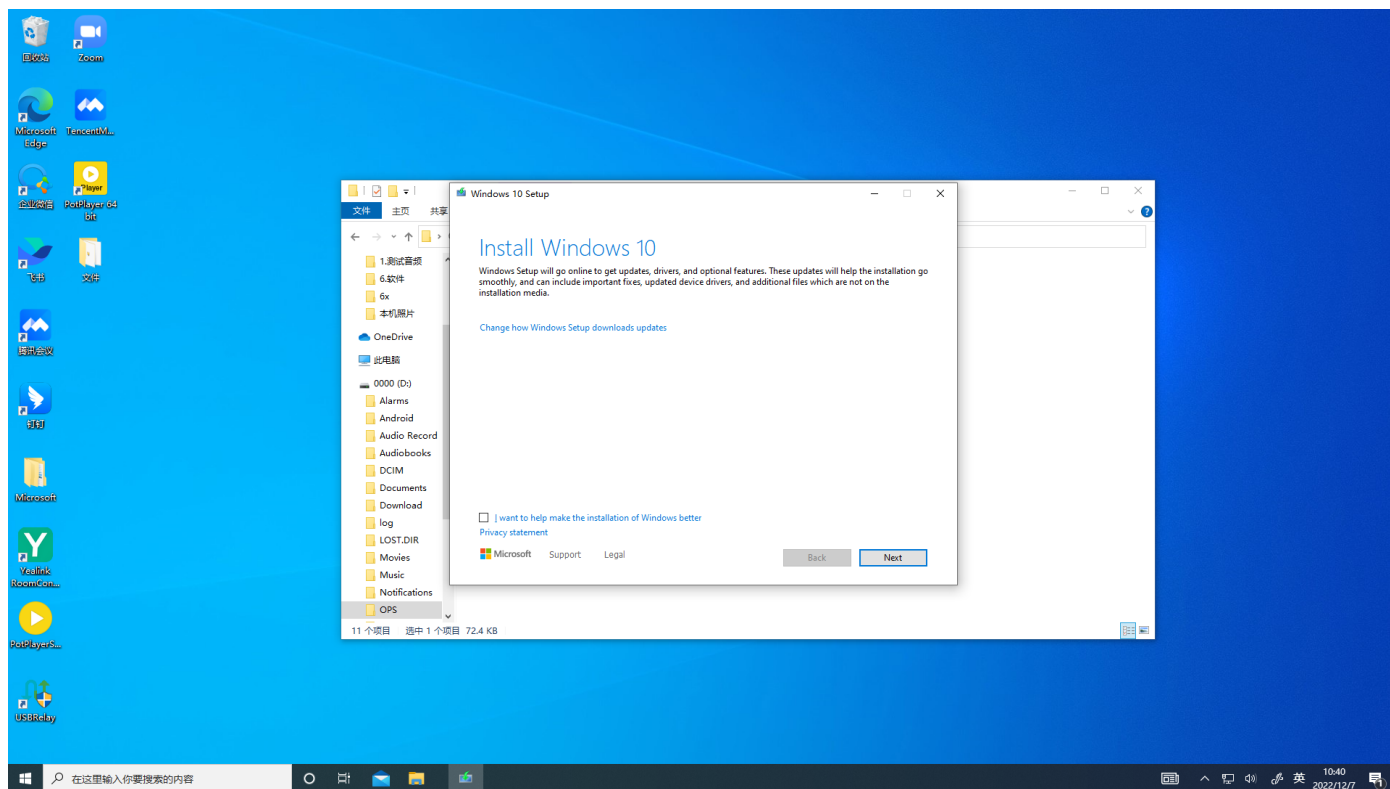 回收站
Zoom
Microsoft
Edge
TencentM...
企业微信
Player
PotPlayer 64
bit
飞书
文件
腾讯会议
钉钉
Microsoft
Yealink
RoomCon...
PotPlayerS...
USBRelay
文件 主页 共享
1.测试音频
6.软件
6x
本机照片
OneDrive
此电脑
0000 (D:)
Alarms
Android
Audio Record
Audiobooks
DCIM
Documents
Download
log
LOST.DIR
Movies
Music
Notifications
OPS
11 个项目 选中 1 个项目 72.4 KB
Windows 10 Setup
Install Windows 10
Windows Setup will go online to get updates, drivers, and optional features. These updates will help the installation go
smoothly, and can include important fixes, updated device drivers, and additional files which are not on the
installation media.
Change how Windows Setup downloads updates
I want to help make the installation of Windows better
Privacy statement
Microsoft Support Legal
Back Next
在这里输入你要搜索的内容
英
10:40
2022/12/7
1